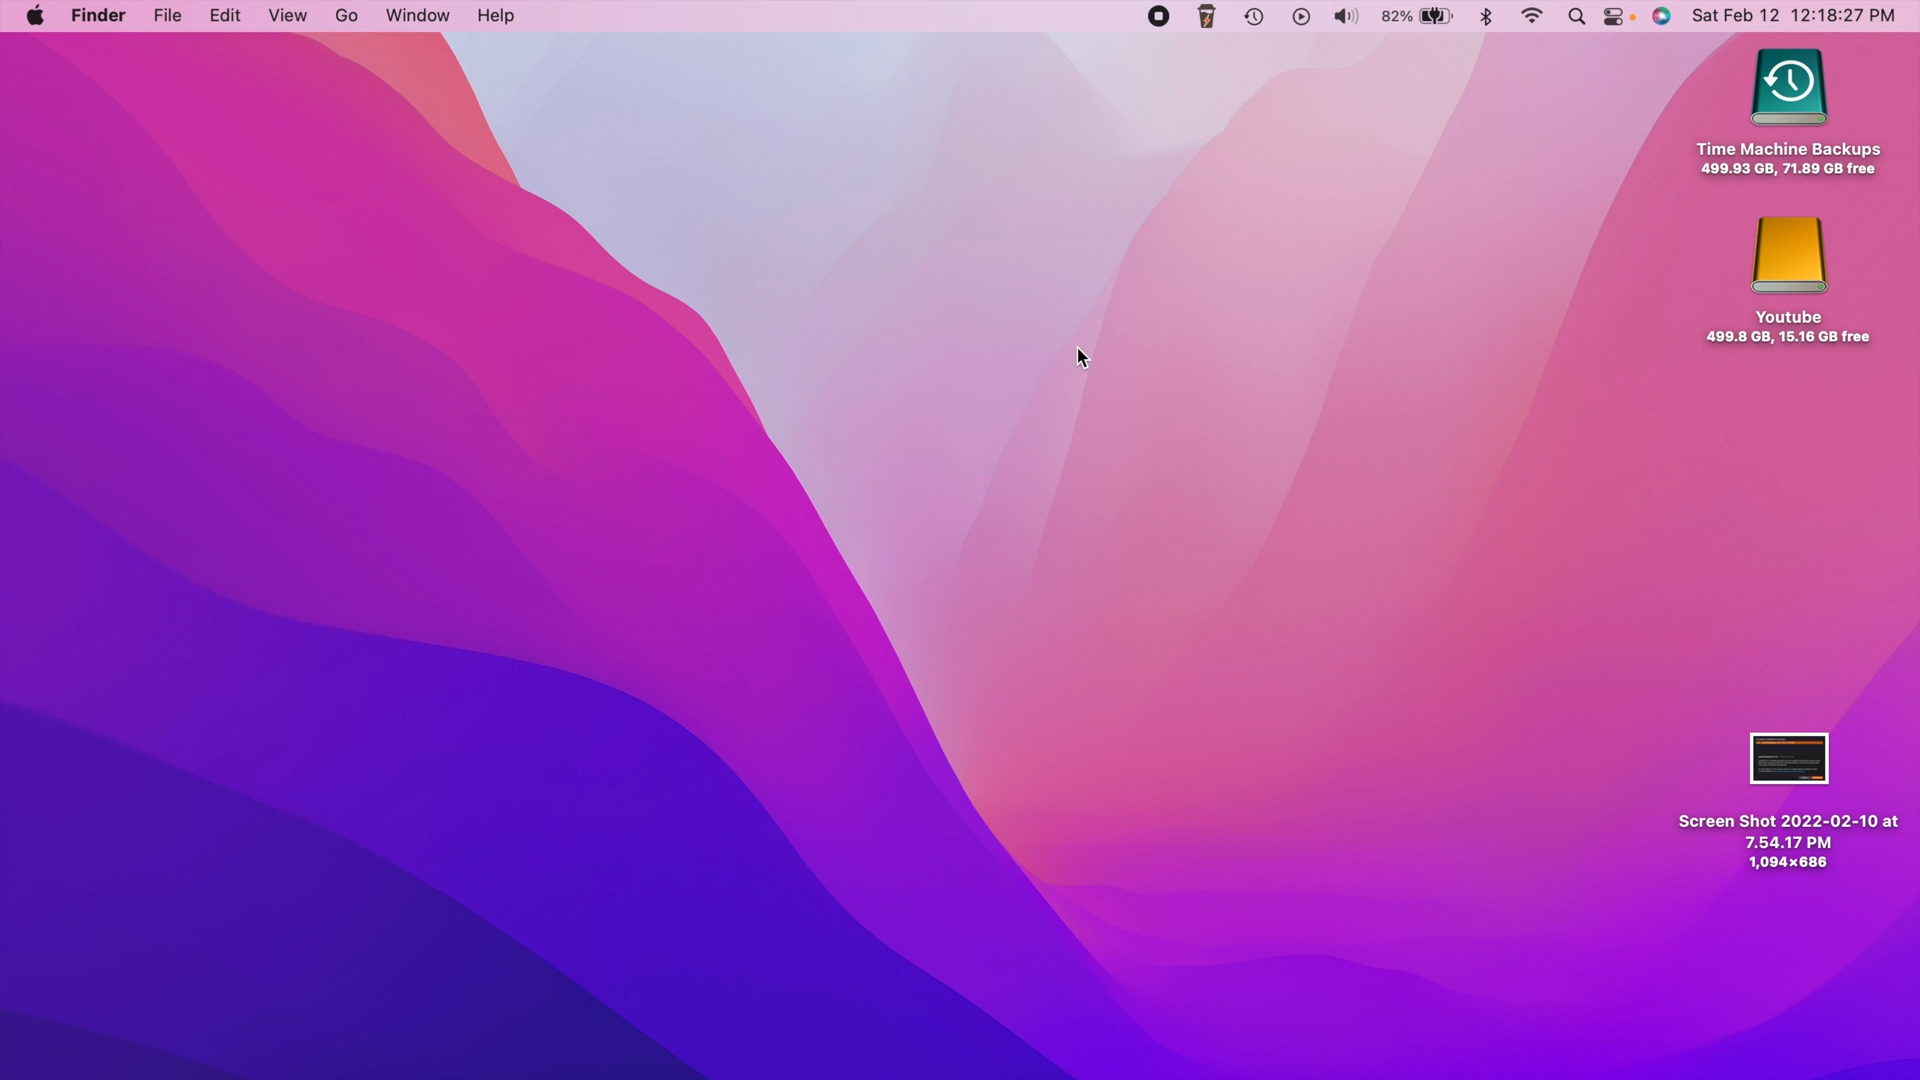 Finder File Edit View Go Window Help 82% Sat Feb 12 12:18:27 PM
Time Machine Backups
499.93 GB, 71.89 GB free
Youtube
499.8 GB, 15.16 GB free
Screen Shot 2022-02-10 at
7.54.17 PM
1,094×686